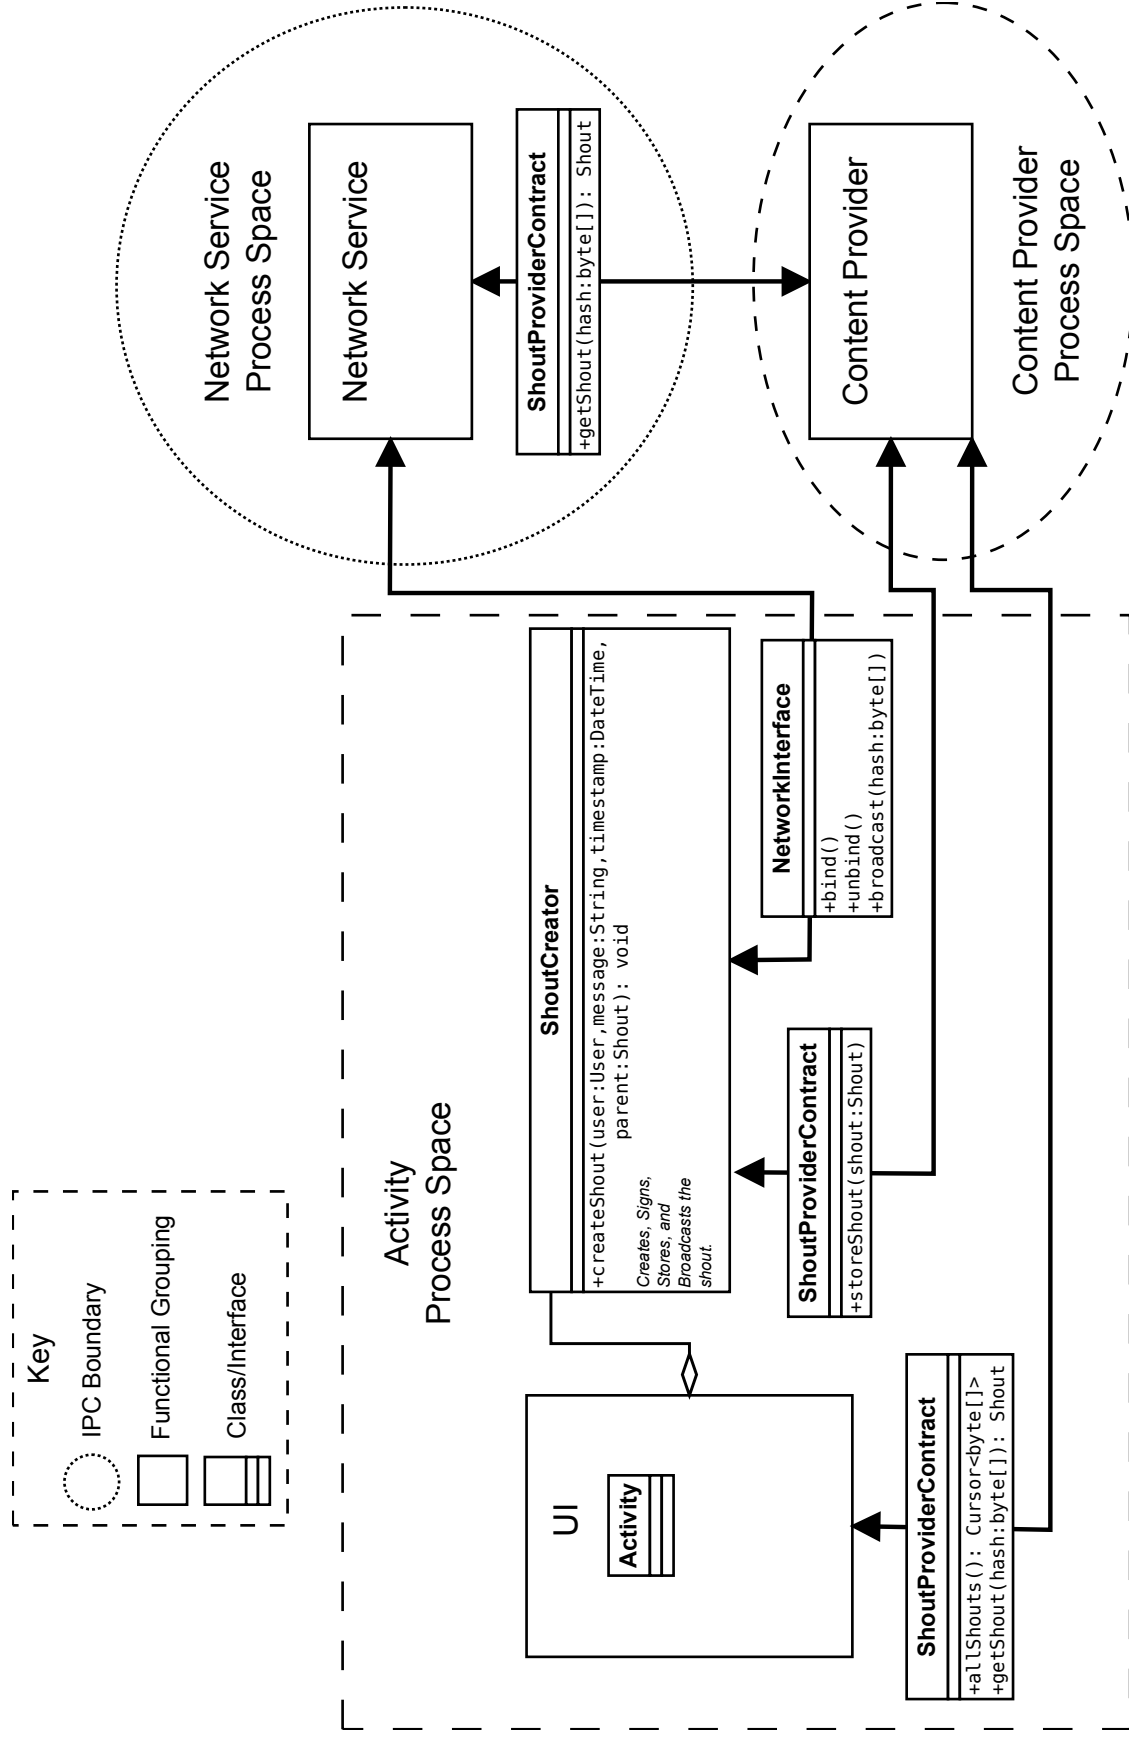 Key
IPC Boundary
Functional Grouping
Class/Interface
Activity
Process Space
UI
Activity
ShoutCreator
+createShout(user:User,message:String,timestamp:DateTime,
parent:Shout): void
Creates, Signs,
Stores, and
Broadcasts the
shout.
ShoutProviderContract
+allShouts(): Cursor<byte[]>
+getShout(hash:byte[]): Shout
ShoutProviderContract
+storeShout(shout:Shout)
NetworkInterface
+bind()
+unbind()
+broadcast(hash:byte[])
Network Service
Process Space
Network Service
ShoutProviderContract
+getShout(hash:byte[]): Shout
Content Provider
Content Provider
Process Space